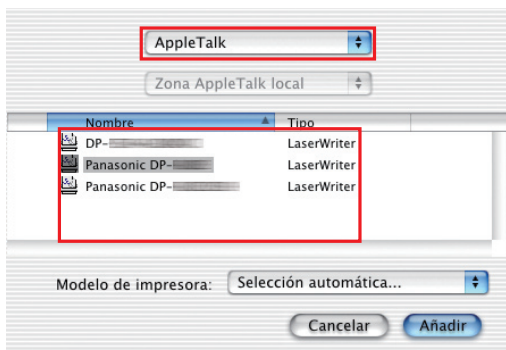 AppleTalk
Zona AppleTalk local
Nombre Tipo
DP- LaserWriter
Panasonic DP- LaserWriter
Panasonic DP- LaserWriter
Modelo de impresora: Selección automática...
Cancelar Añadir